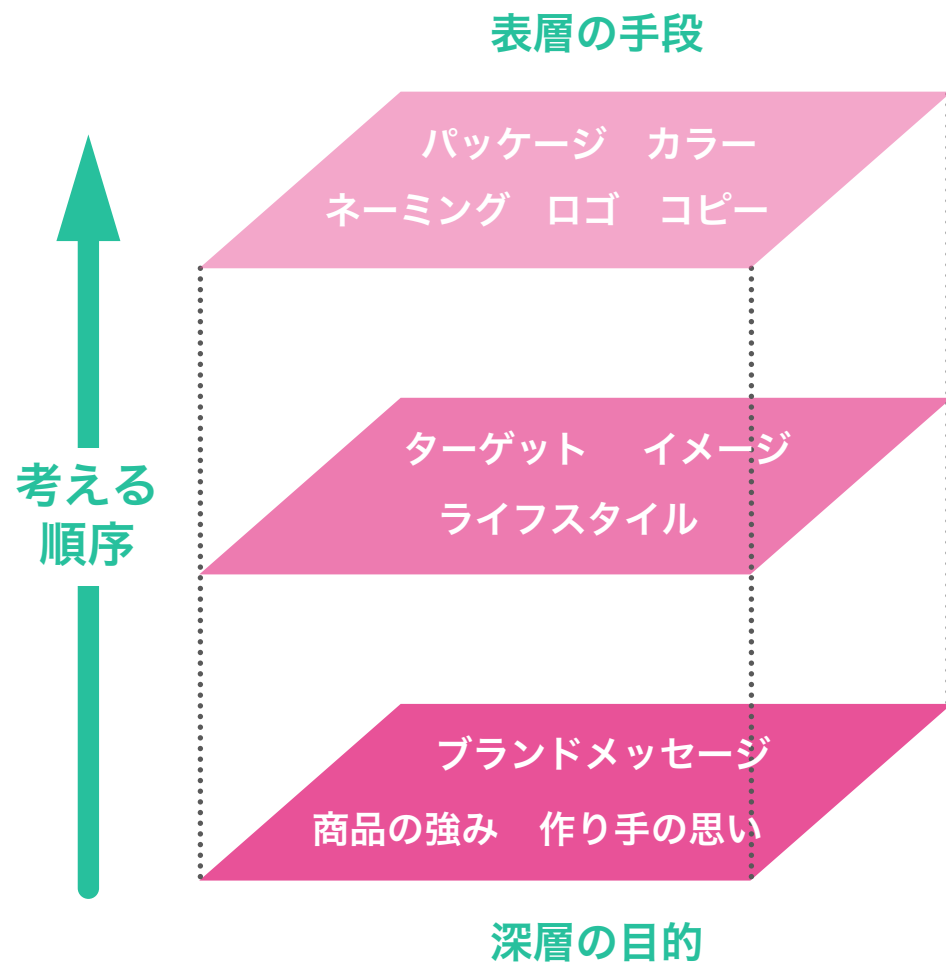 表層の手段
パッケージ　カラー
ネーミング　ロゴ　コピー
考える
順序
ターゲット　イメージ
ライフスタイル
ブランドメッセージ
商品の強み　作り手の思い
深層の目的